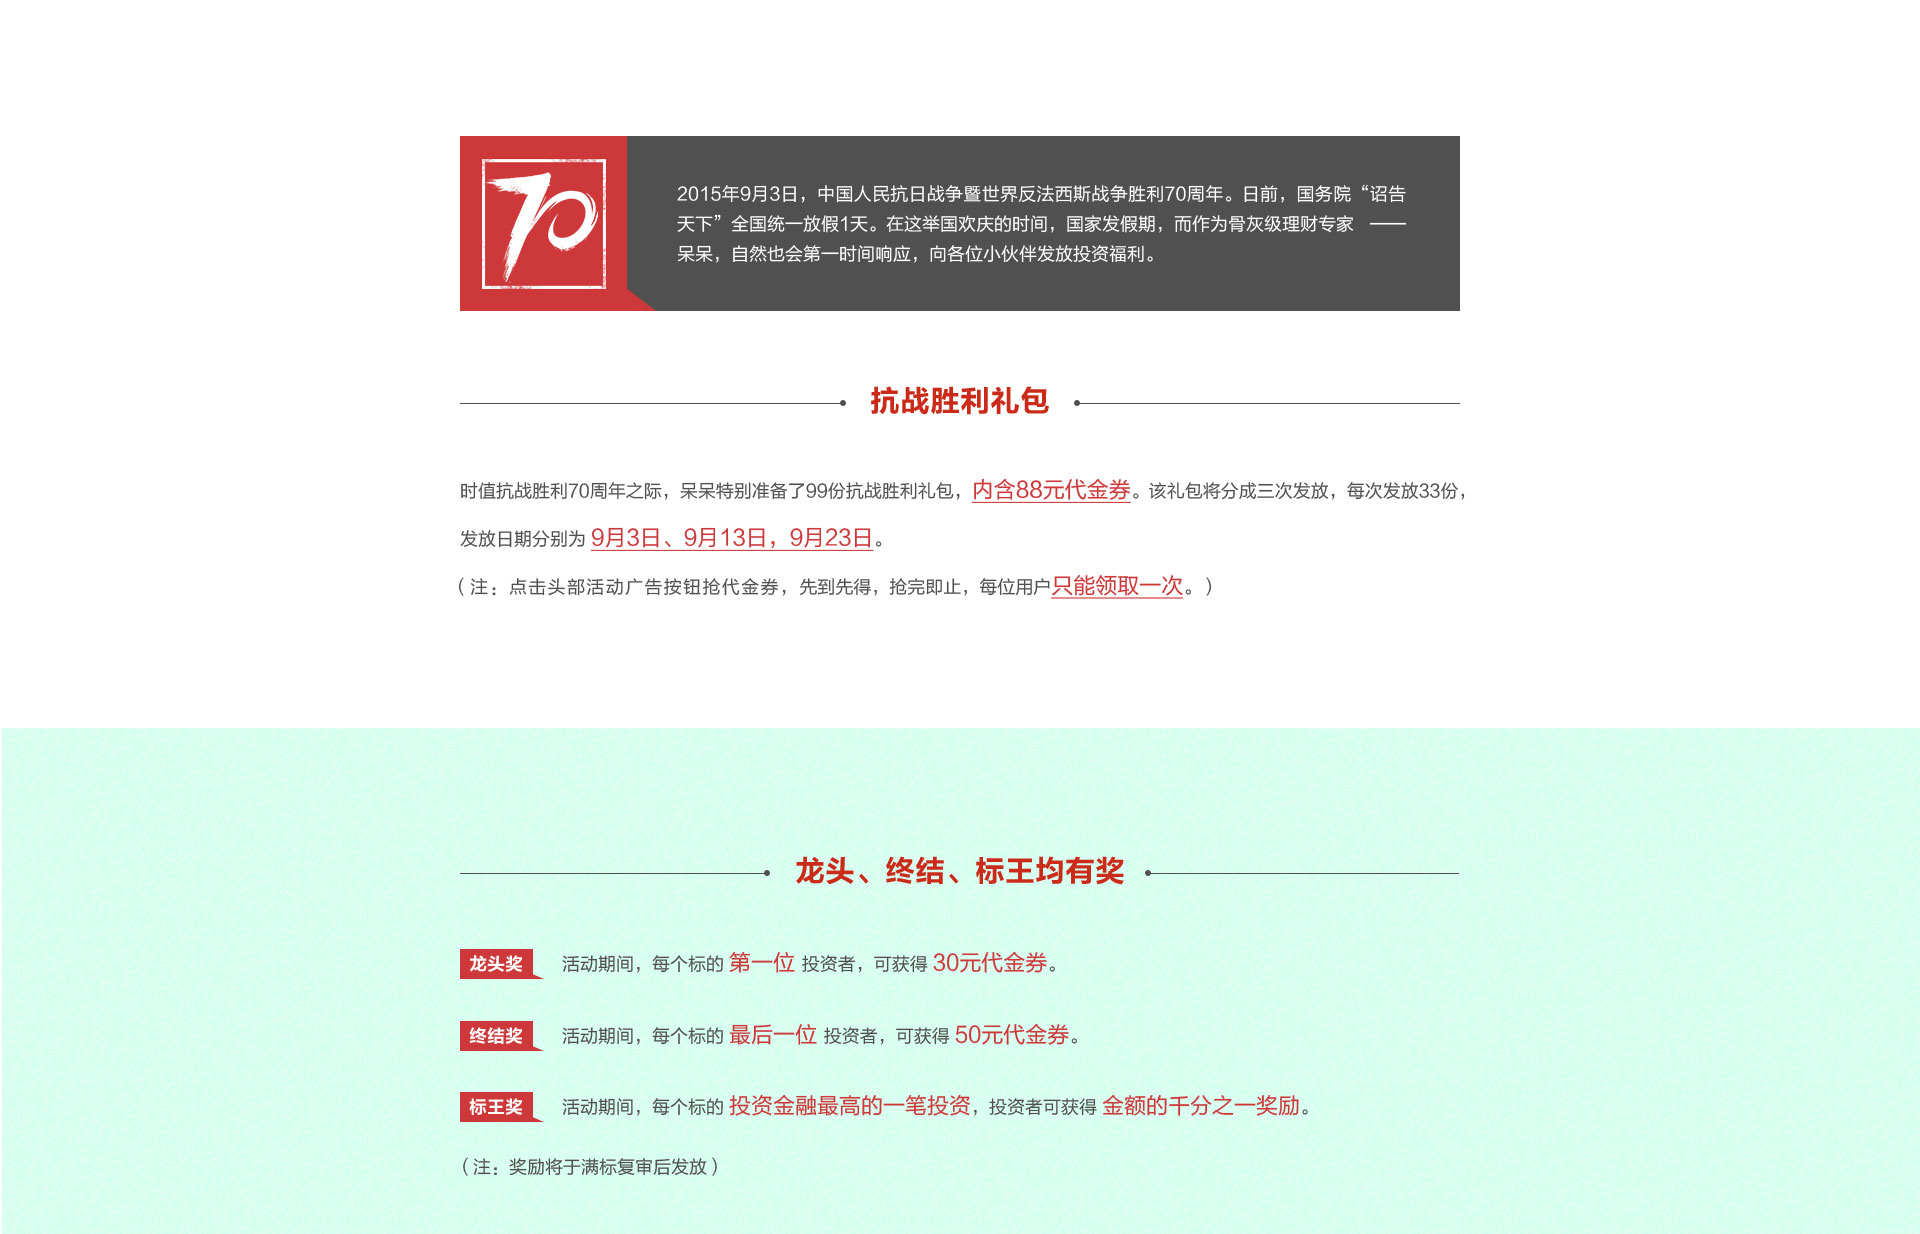 70
2015年9月3日，中国人民抗日战争暨世界反法西斯战争胜利70周年。日前，国务院“诏告
天下”全国统一放假1天。在这举国欢庆的时间，国家发假期，而作为骨灰级理财专家 ——
呆呆，自然也会第一时间响应，向各位小伙伴发放投资福利。
抗战胜利礼包
时值抗战胜利70周年之际，呆呆特别准备了99份抗战胜利礼包，内含88元代金券。该礼包将分成三次发放，每次发放33份，
发放日期分别为 9月3日、9月13日，9月23日。
（注：点击头部活动广告按钮抢代金券，先到先得，抢完即止，每位用户只能领取一次。）
龙头、终结、标王均有奖
龙头奖 活动期间，每个标的 第一位 投资者，可获得 30元代金券。
终结奖 活动期间，每个标的 最后一位 投资者，可获得 50元代金券。
标王奖 活动期间，每个标的 投资金融最高的一笔投资，投资者可获得 金额的千分之一奖励。
（注：奖励将于满标复审后发放）